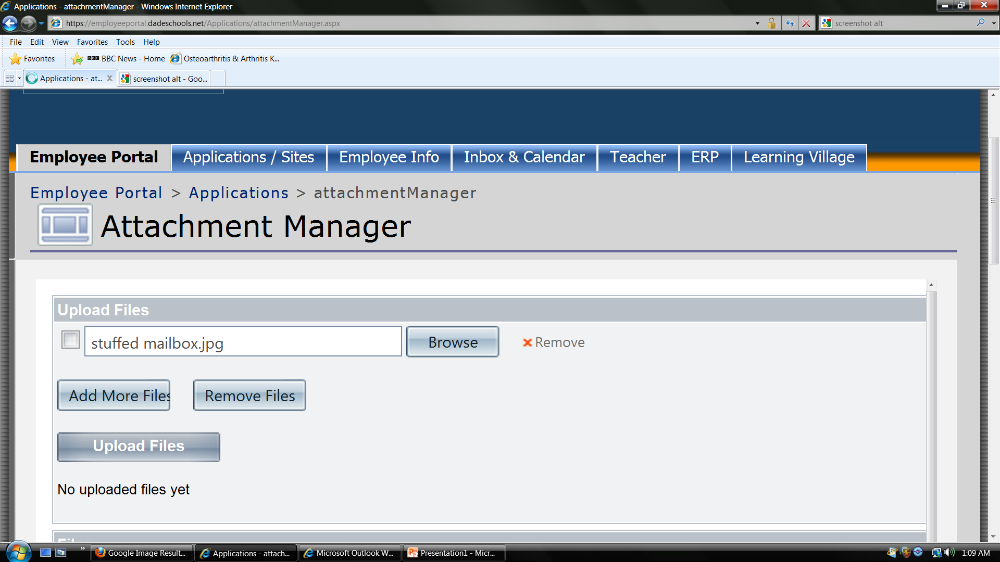 Applications - attachmentManager - Windows Internet Explorer
https://employeeportal.dadeschools.net/Applications/attachmentManager.aspx
screenshot alt
File Edit View Favorites Tools Help
Favorites BBC BBC News - Home Osteoarthritis & Arthritis K...
Applications - at... screenshot alt - Goo...
Employee Portal Applications / Sites Employee Info Inbox & Calendar Teacher ERP Learning Village
Employee Portal > Applications > attachmentManager
Attachment Manager
Upload Files
stuffed mailbox.jpg Browse Remove
Add More Files Remove Files
Upload Files
No uploaded files yet
Files
Google Image Result... Applications - attach... Microsoft Outlook W... Presentation1 - Micr... 1:09 AM